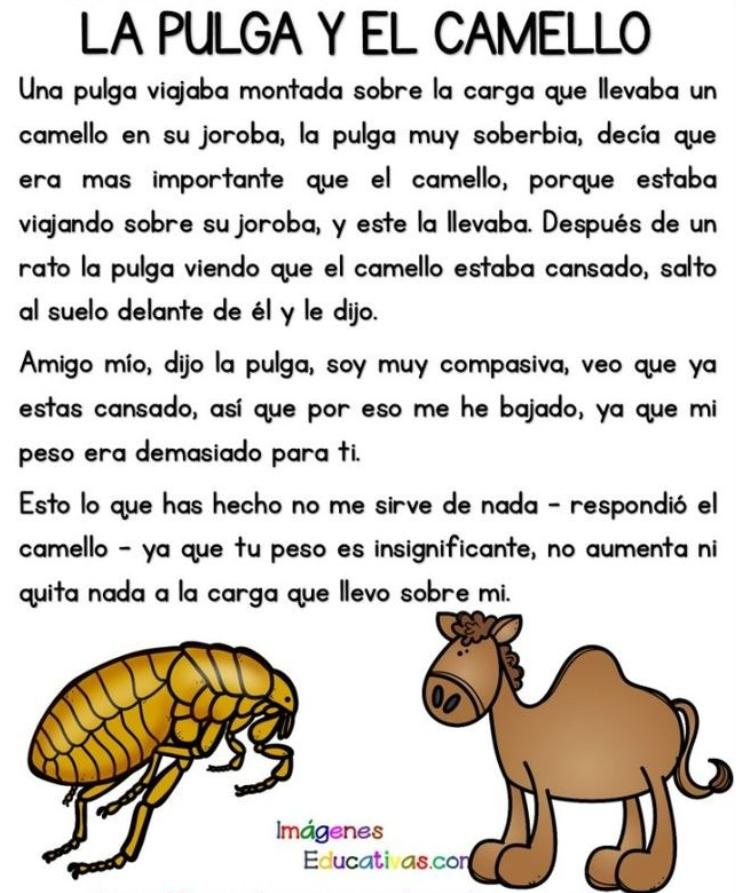 LA PULGA Y EL CAMELLO
Una pulga viajaba montada sobre la carga que llevaba un
camello en su joroba, la pulga muy soberbia, decía que
era mas importante que el camello, porque estaba
viajando sobre su joroba, y este la llevaba. Después de un
rato la pulga viendo que el camello estaba cansado, salto
al suelo delante de él y le dijo.
Amigo mío, dijo la pulga, soy muy compasiva, veo que ya
estas cansado, así que por eso me he bajado, ya que mi
peso era demasiado para ti.
Esto lo que has hecho no me sirve de nada - respondió el
camello - ya que tu peso es insignificante, no aumenta ni
quita nada a la carga que llevo sobre mi.
Imágenes
Educativas.com